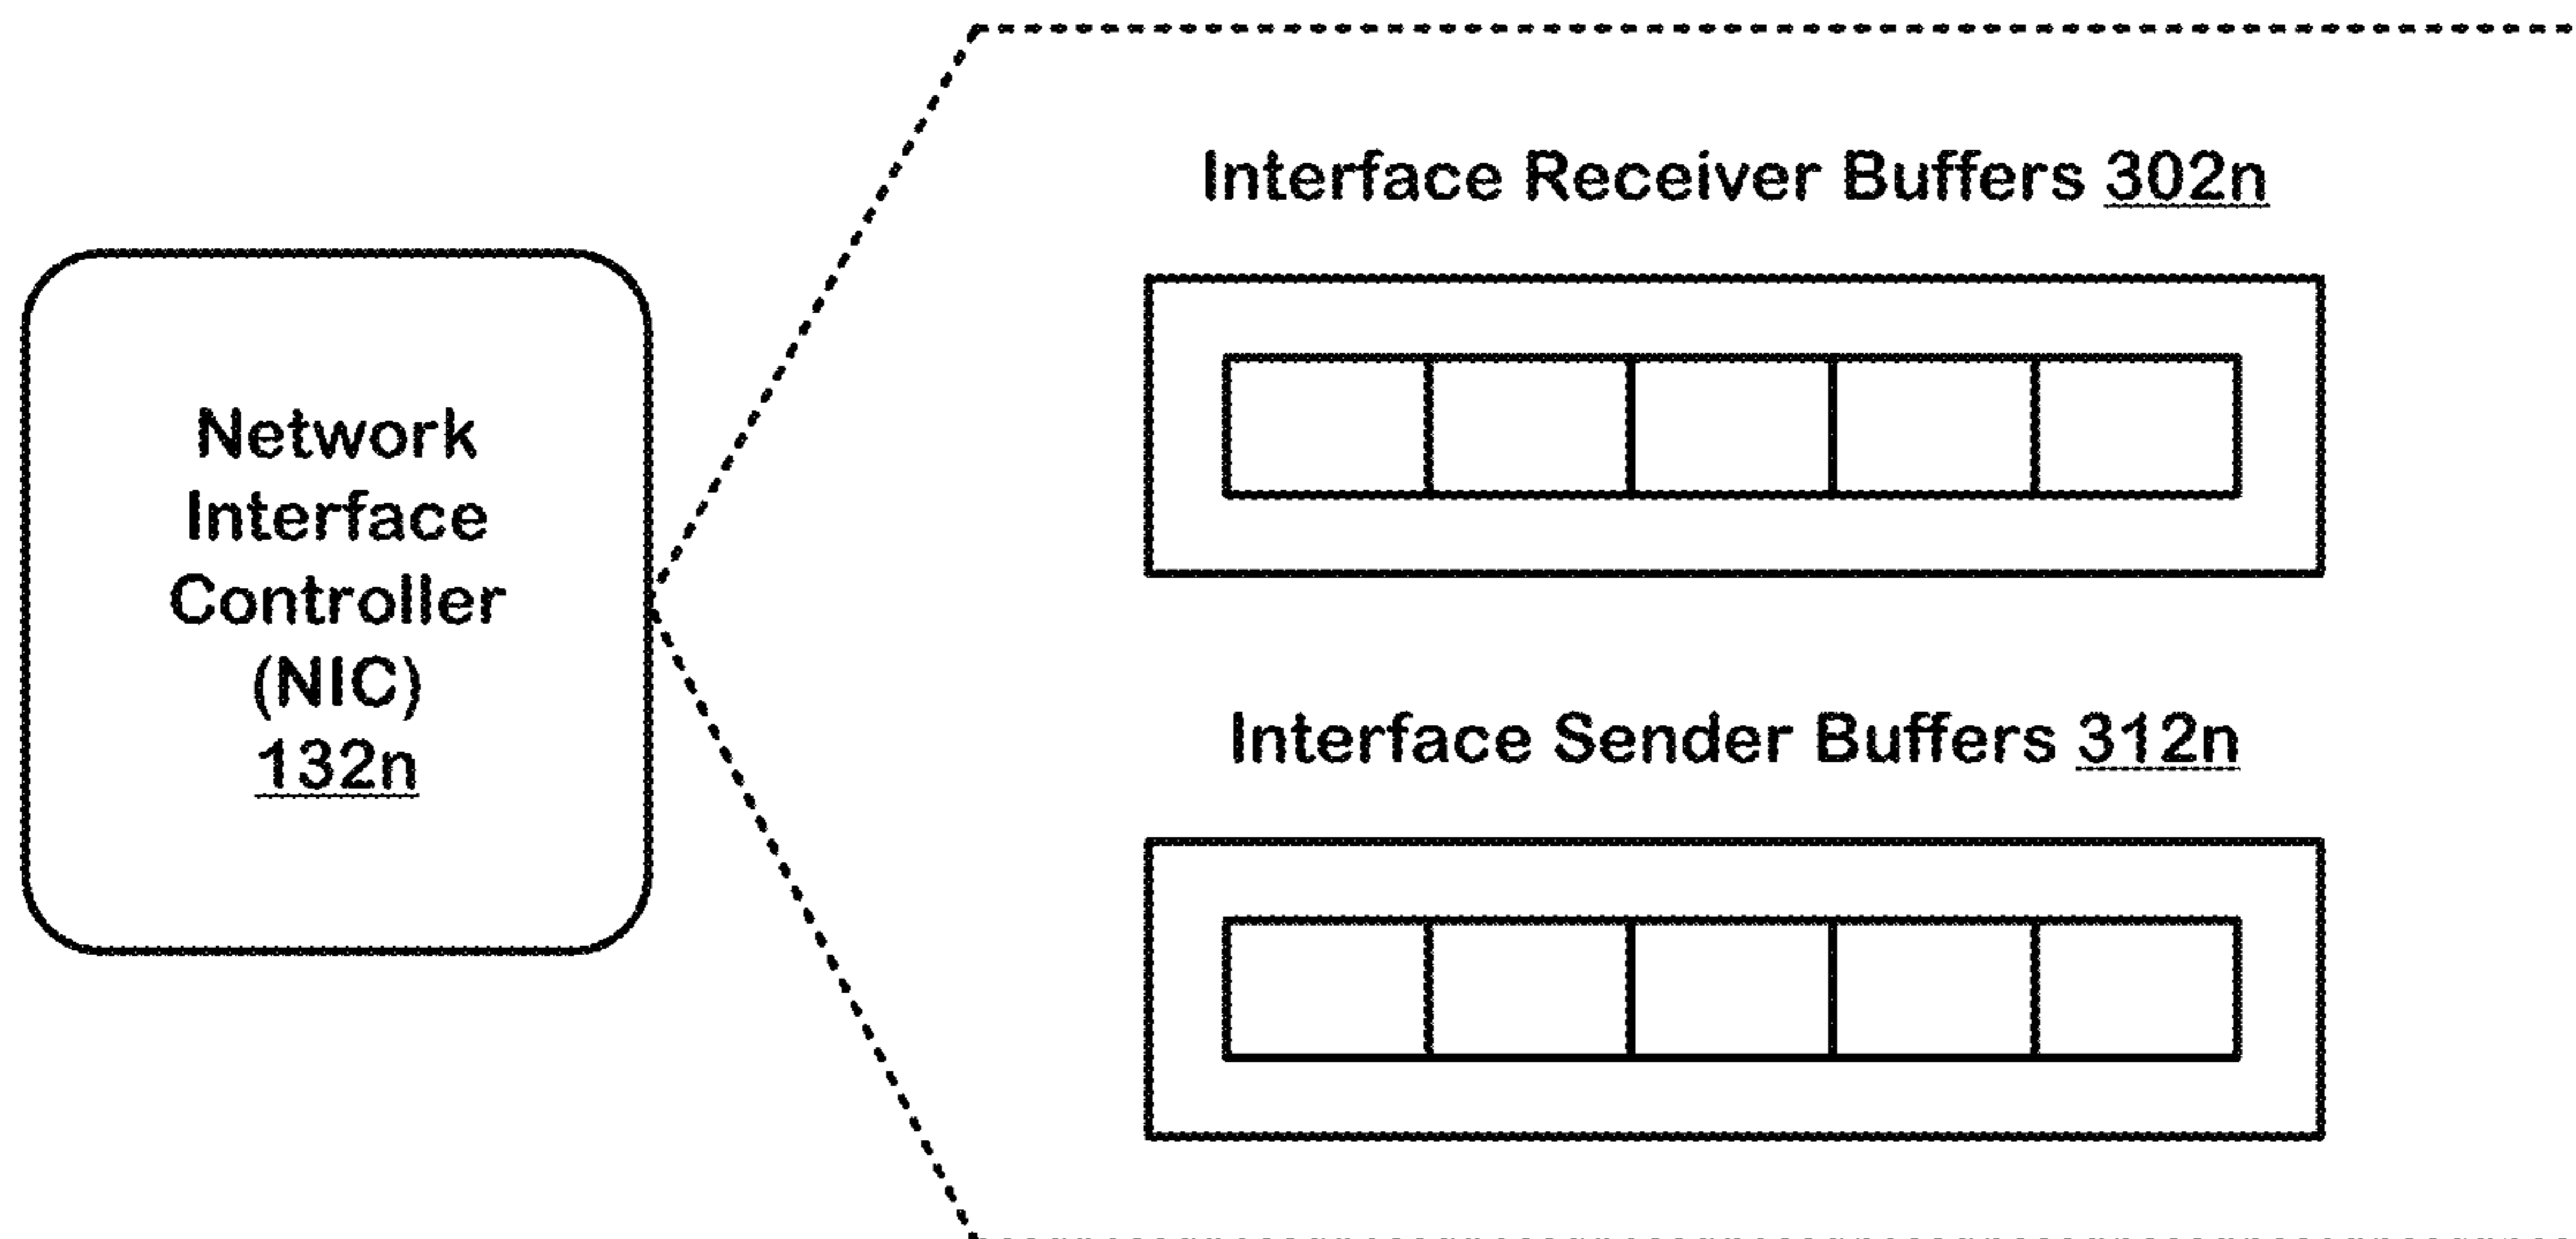 Network
Interface
Controller
(NIC)
132n
Interface Receiver Buffers 302n
Interface Sender Buffers 312n